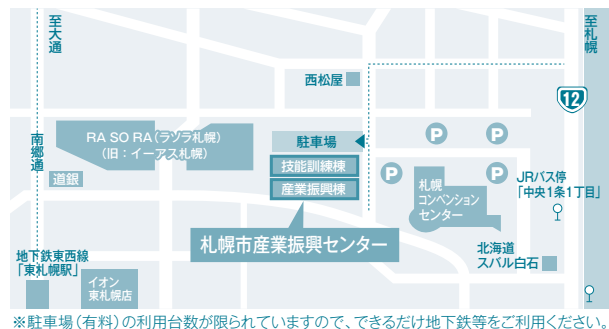 至大通
至札幌
西松屋
12
南郷通
RA SO RA(ラソラ札幌)
(旧：イーアス札幌)
駐車場
P
P
技能訓練棟
産業振興棟
P
P
道銀
札幌
コンベンション
センター
JRバス停
「中央1条1丁目」
札幌市産業振興センター
地下鉄東西線
「東札幌駅」
イオン
東札幌店
北海道
スバル白石
※駐車場(有料)の利用台数が限られていますので、できるだけ地下鉄等をご利用ください。